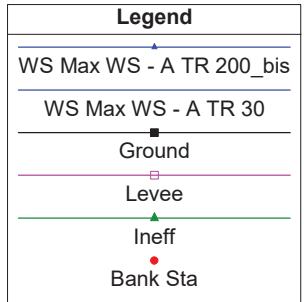 Legend
WS Max WS - A TR 200_bis
WS Max WS - A TR 30
Ground
Levee
Ineff
Bank Sta